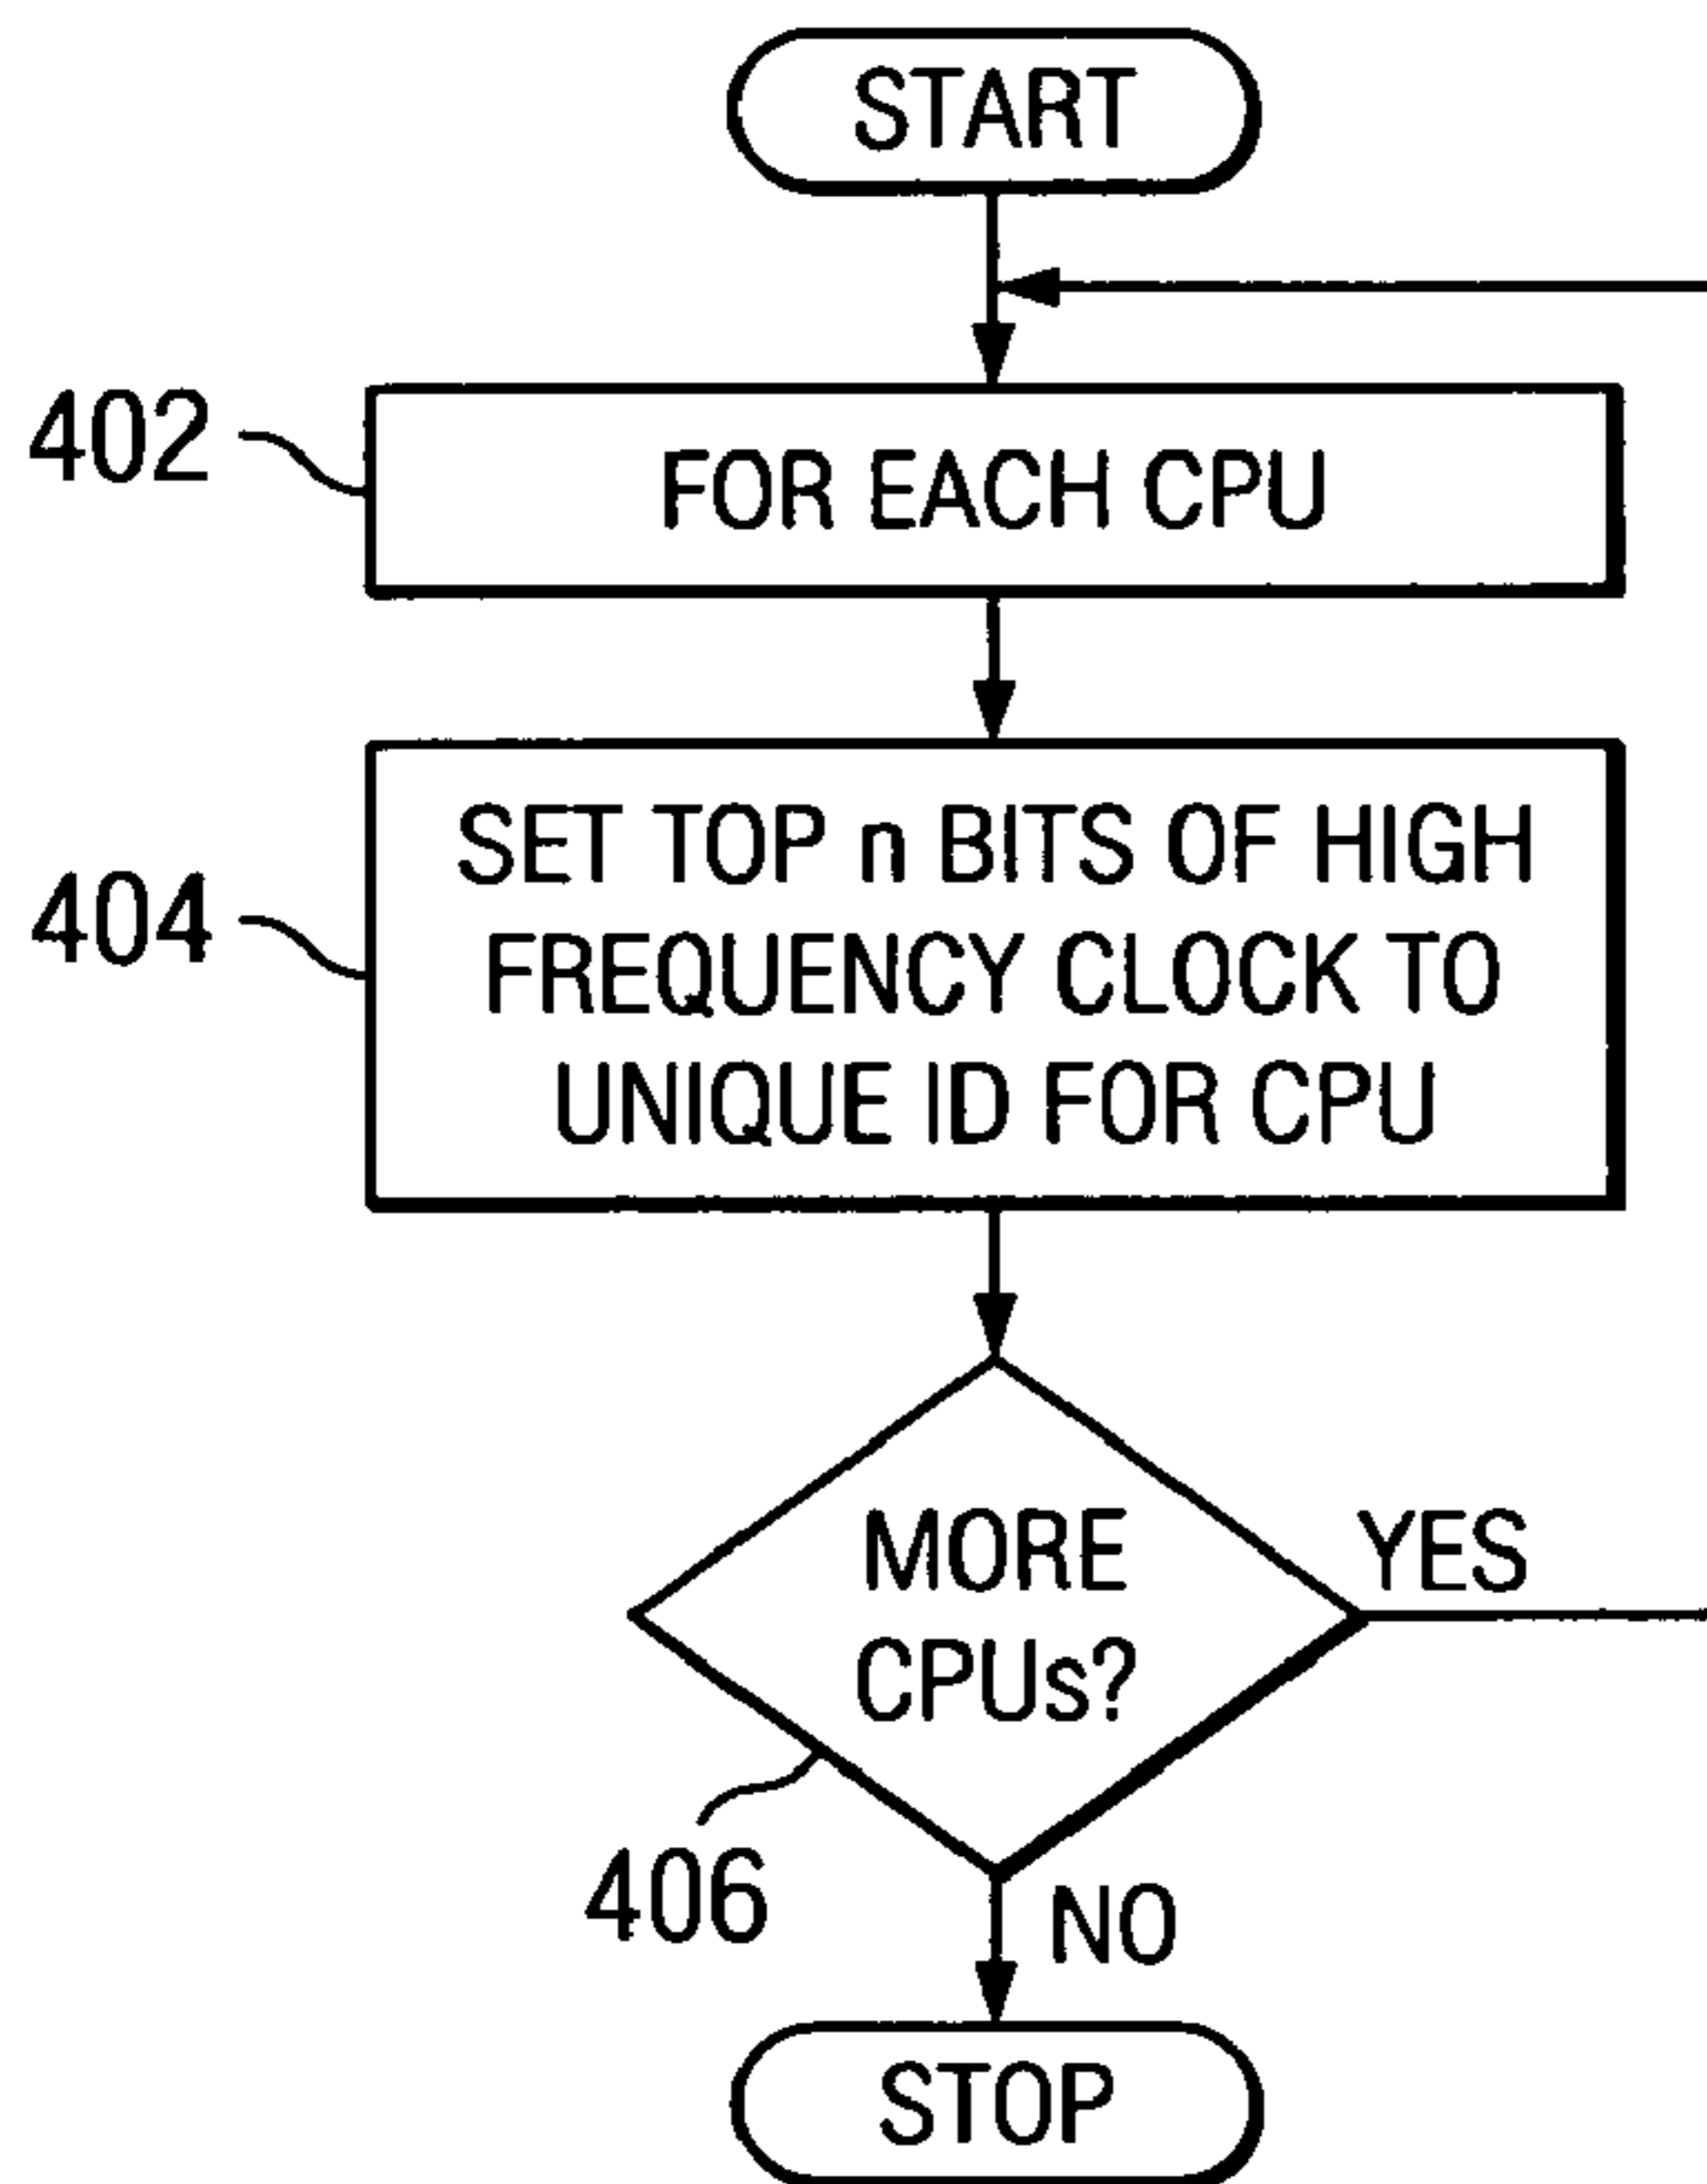 START
402
FOR EACH CPU
404
SET TOP n BITS OF HIGH
FREQUENCY CLOCK TO
UNIQUE ID FOR CPU
MORE
CPUs?
YES
406
NO
STOP